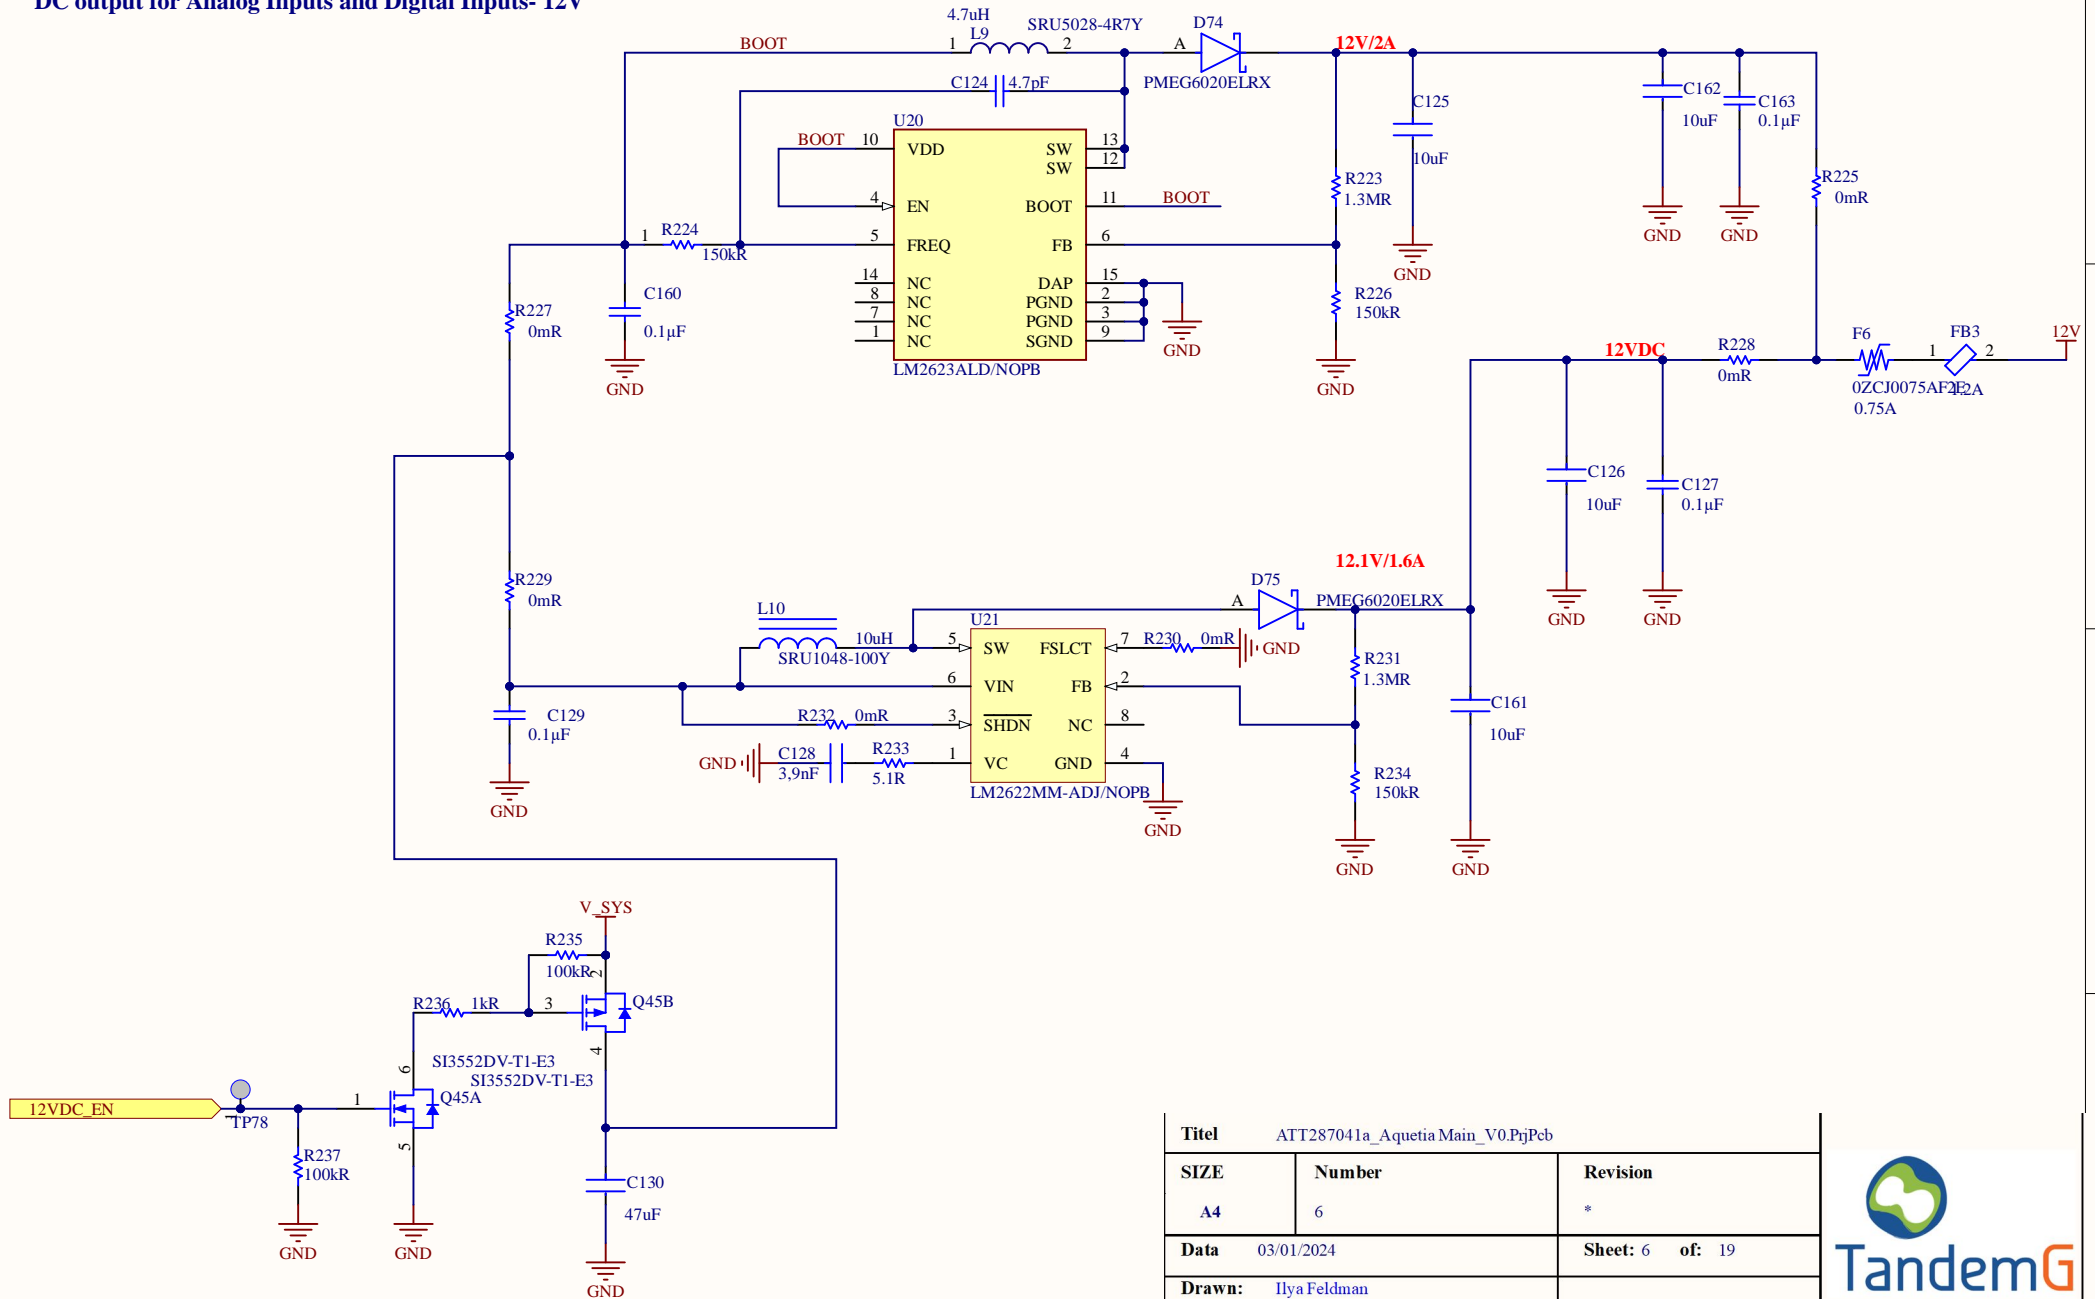 DC output for Analog Inputs and Digital Inputs- 12V
4.7uH
L9
SRU5028-4R7Y
D74
BOOT
1
2
A
12V/2A
PMEG6020ELRX
C124
4.7pF
C125
10uF
C162
10uF
C163
0.1µF
U20
BOOT
10
VDD
SW
13
SW
12
4
EN
BOOT
11
BOOT
R223
1.3MR
R225
0mR
GND
GND
1
R224
150kR
5
FREQ
FB
6
GND
14
NC
DAP
15
8
NC
PGND
2
7
NC
PGND
3
1
NC
SGND
9
LM2623ALD/NOPB
GND
C160
0.1µF
GND
R227
0mR
R226
150kR
GND
12VDC
R228
0mR
F6
0ZCJ0075AF2E
0.75A
FB3
1
2
1.2A
12V
C126
10uF
C127
0.1µF
GND
GND
R229
0mR
12.1V/1.6A
D75
A
PMEG6020ELRX
L10
10uH
SRU1048-100Y
U21
5
SW
FSLCT
7
R230
0mR
GND
6
VIN
FB
2
R231
1.3MR
R232
0mR
3
SHDN
NC
8
GND
C128
3,9nF
R233
5.1R
1
VC
GND
4
LM2622MM-ADJ/NOPB
GND
C129
0.1µF
GND
C161
10uF
R234
150kR
GND
GND
V_SYS
R235
100kR
2
R236
1kR
3
Q45B
4
6
SI3552DV-T1-E3
SI3552DV-T1-E3
12VDC_EN
1
TP78
1
Q45A
5
R237
100kR
C130
47uF
GND
GND
GND
Titel
ATT287041a_Aquetia Main_V0.PrjPcb
SIZE
Number
Revision
A4
6
*
Data
03/01/2024
Sheet: 6 of: 19
Drawn:
Ilya Feldman
TandemG